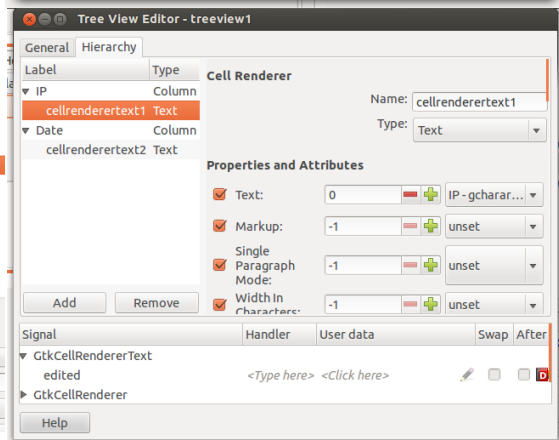 Tree View Editor - treeview1
General Hierarchy
Label Type
IP Column
cellrenderertext1 Text
Date Column
cellrenderertext2 Text
Add Remove
Cell Renderer
Name: cellrenderertext1
Type: Text
Properties and Attributes
Text: 0 IP - gcharar...
Markup: -1 unset
Single
Paragraph
Mode: -1 unset
Width In
Characters: -1 unset
Signal Handler User data Swap After
GtkCellRendererText
edited <Type here> <Click here> D
GtkCellRenderer
Help